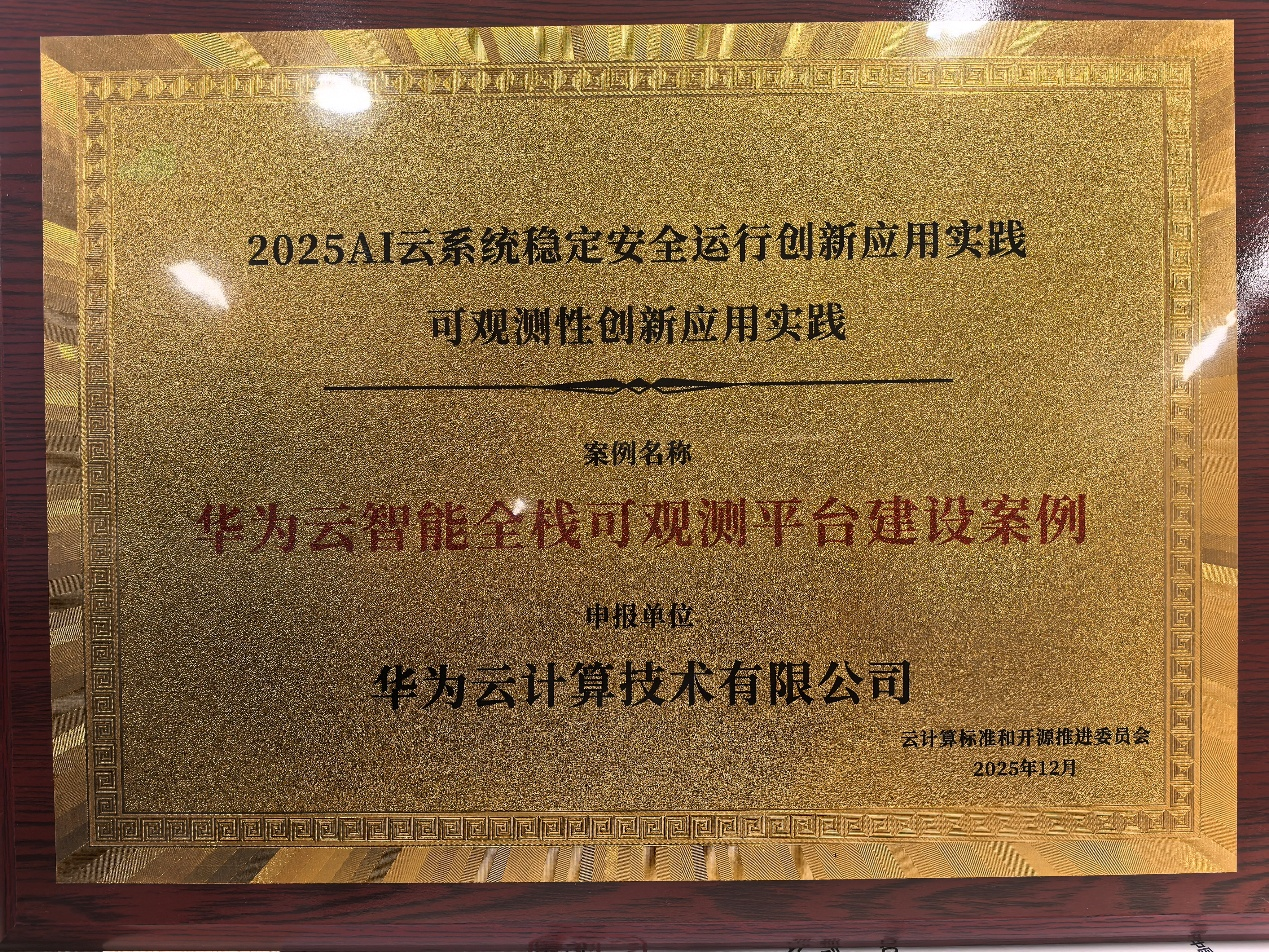 2025AI云系统稳定安全运行创新应用实践
可观测性创新应用实践
案例名称
华为云智能全栈可观测平台建设案例
申报单位
华为云计算技术有限公司
云计算标准和开源推进委员会
2025年12月